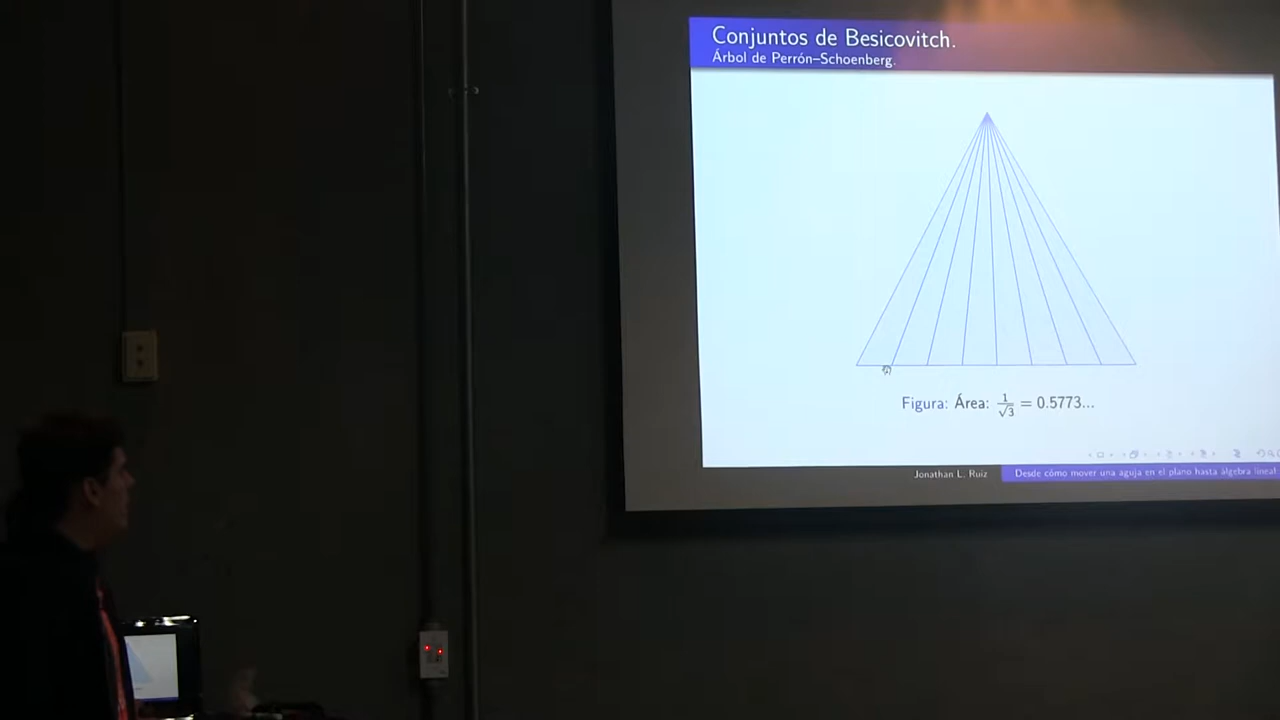 Conjuntos de Besicovitch.
Árbol de Perrón–Schoenberg.
Figura: Área: 1/√3 = 0.5773...
Jonathan L. Ruiz
Desde cómo mover una aguja en el plano hasta álgebra lineal